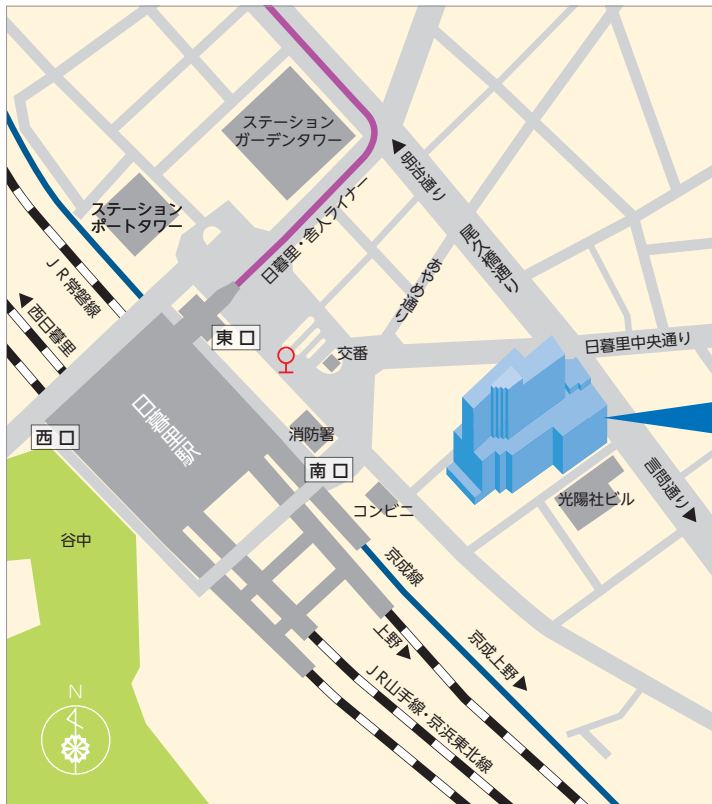 ステーション
ガーデンタワー
明治通り
ステーション
ポートタワー
日暮里・舎人ライナー
尾久橋通り
あやめ通り
JR常磐線
西日暮里
東口
交番
日暮里中央通り
日暮里駅
西口
消防署
南口
コンビニ
光陽社ビル
言問通り
谷中
京成線
上野
京成上野
JR山手線・京浜東北線
N